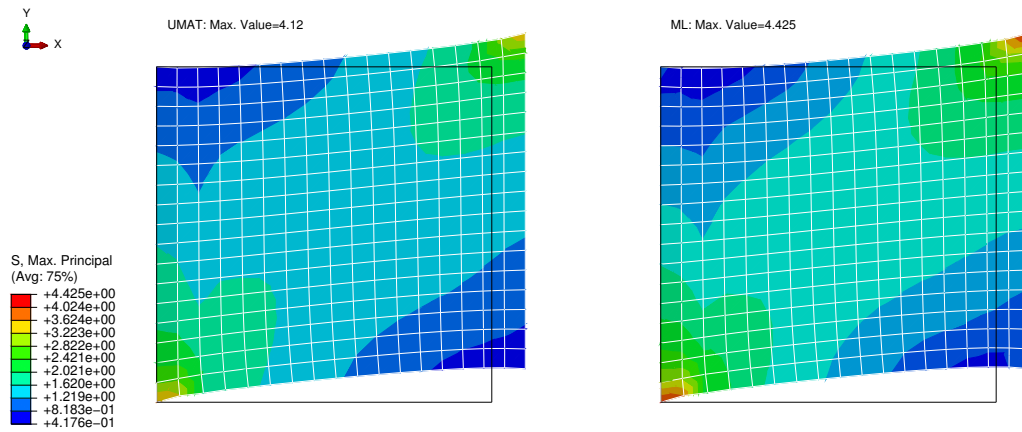 Y
X
UMAT: Max. Value=4.12
ML: Max. Value=4.425
S, Max. Principal
(Avg: 75%)
+4.425e+00
+4.024e+00
+3.624e+00
+3.223e+00
+2.822e+00
+2.421e+00
+2.021e+00
+1.620e+00
+1.219e+00
+8.183e−01
+4.176e−01